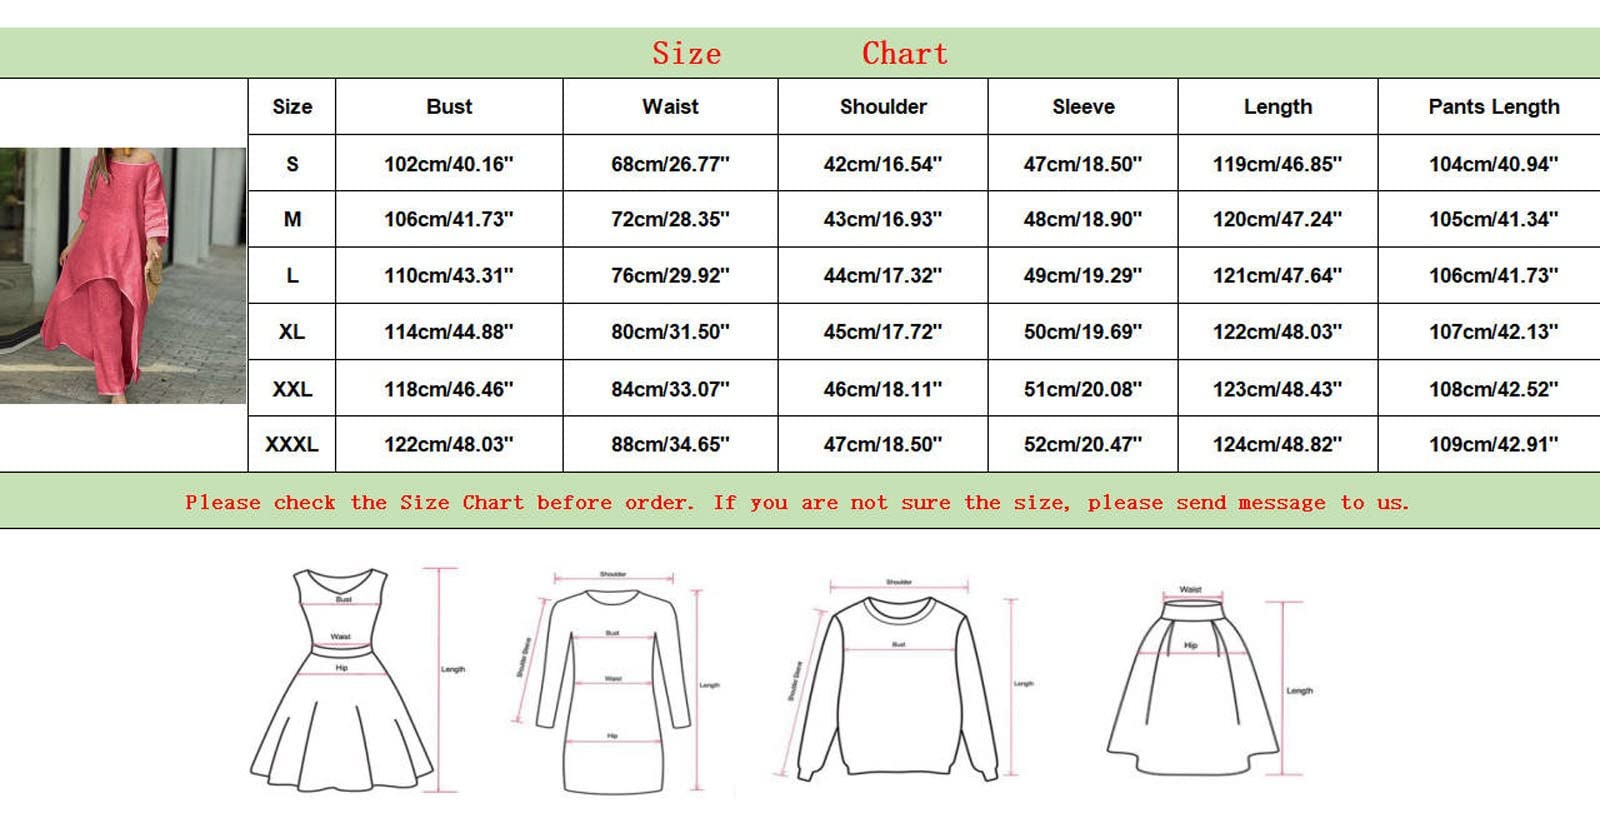 Size Chart
Size Bust Waist Shoulder Sleeve Length Pants Length
S 102cm/40.16" 68cm/26.77" 42cm/16.54" 47cm/18.50" 119cm/46.85" 104cm/40.94"
M 106cm/41.73" 72cm/28.35" 43cm/16.93" 48cm/18.90" 120cm/47.24" 105cm/41.34"
L 110cm/43.31" 76cm/29.92" 44cm/17.32" 49cm/19.29" 121cm/47.64" 106cm/41.73"
XL 114cm/44.88" 80cm/31.50" 45cm/17.72" 50cm/19.69" 122cm/48.03" 107cm/42.13"
XXL 118cm/46.46" 84cm/33.07" 46cm/18.11" 51cm/20.08" 123cm/48.43" 108cm/42.52"
XXXL 122cm/48.03" 88cm/34.65" 47cm/18.50" 52cm/20.47" 124cm/48.82" 109cm/42.91"
Please check the Size Chart before order. If you are not sure the size, please send message to us.
Bust
Waist
Hip
Length
Shoulder
Bust
Waist
Hip
Shoulder Sleeve
Length
Shoulder
Bust
Shoulder Sleeve
Length
Waist
Hip
Length